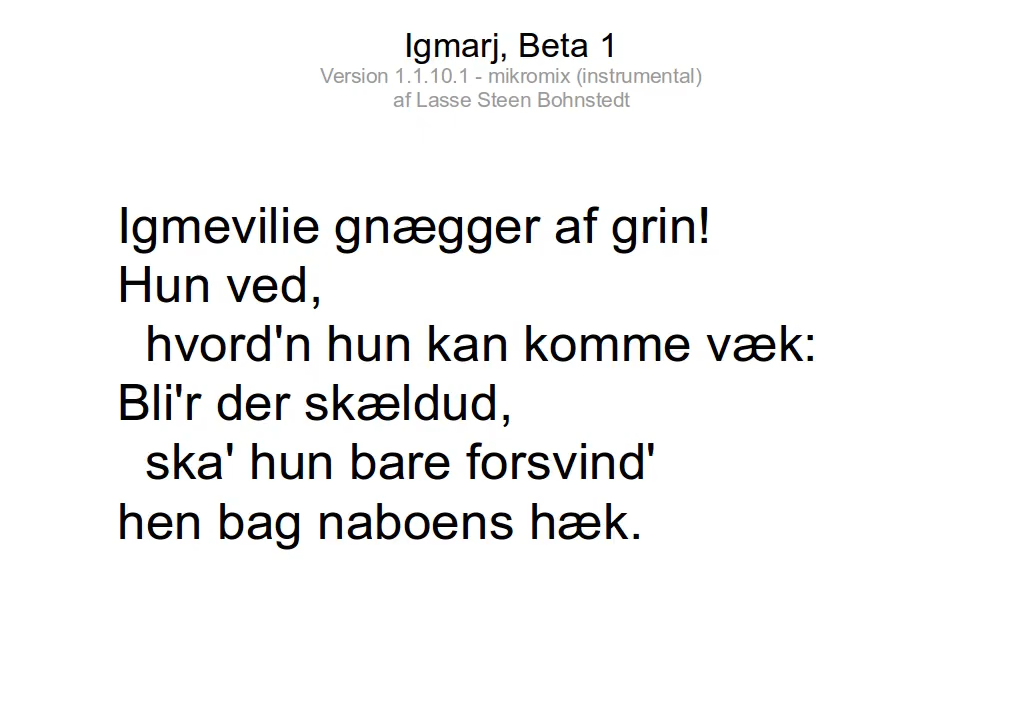 Igmarj, Beta 1
Version 1.1.10.1 - mikromix (instrumental)
af Lasse Steen Bohnstedt
Igmevilie gnægger af grin!
Hun ved,
hvord'n hun kan komme væk:
Bli'r der skældud,
ska' hun bare forsvind'
hen bag naboens hæk.